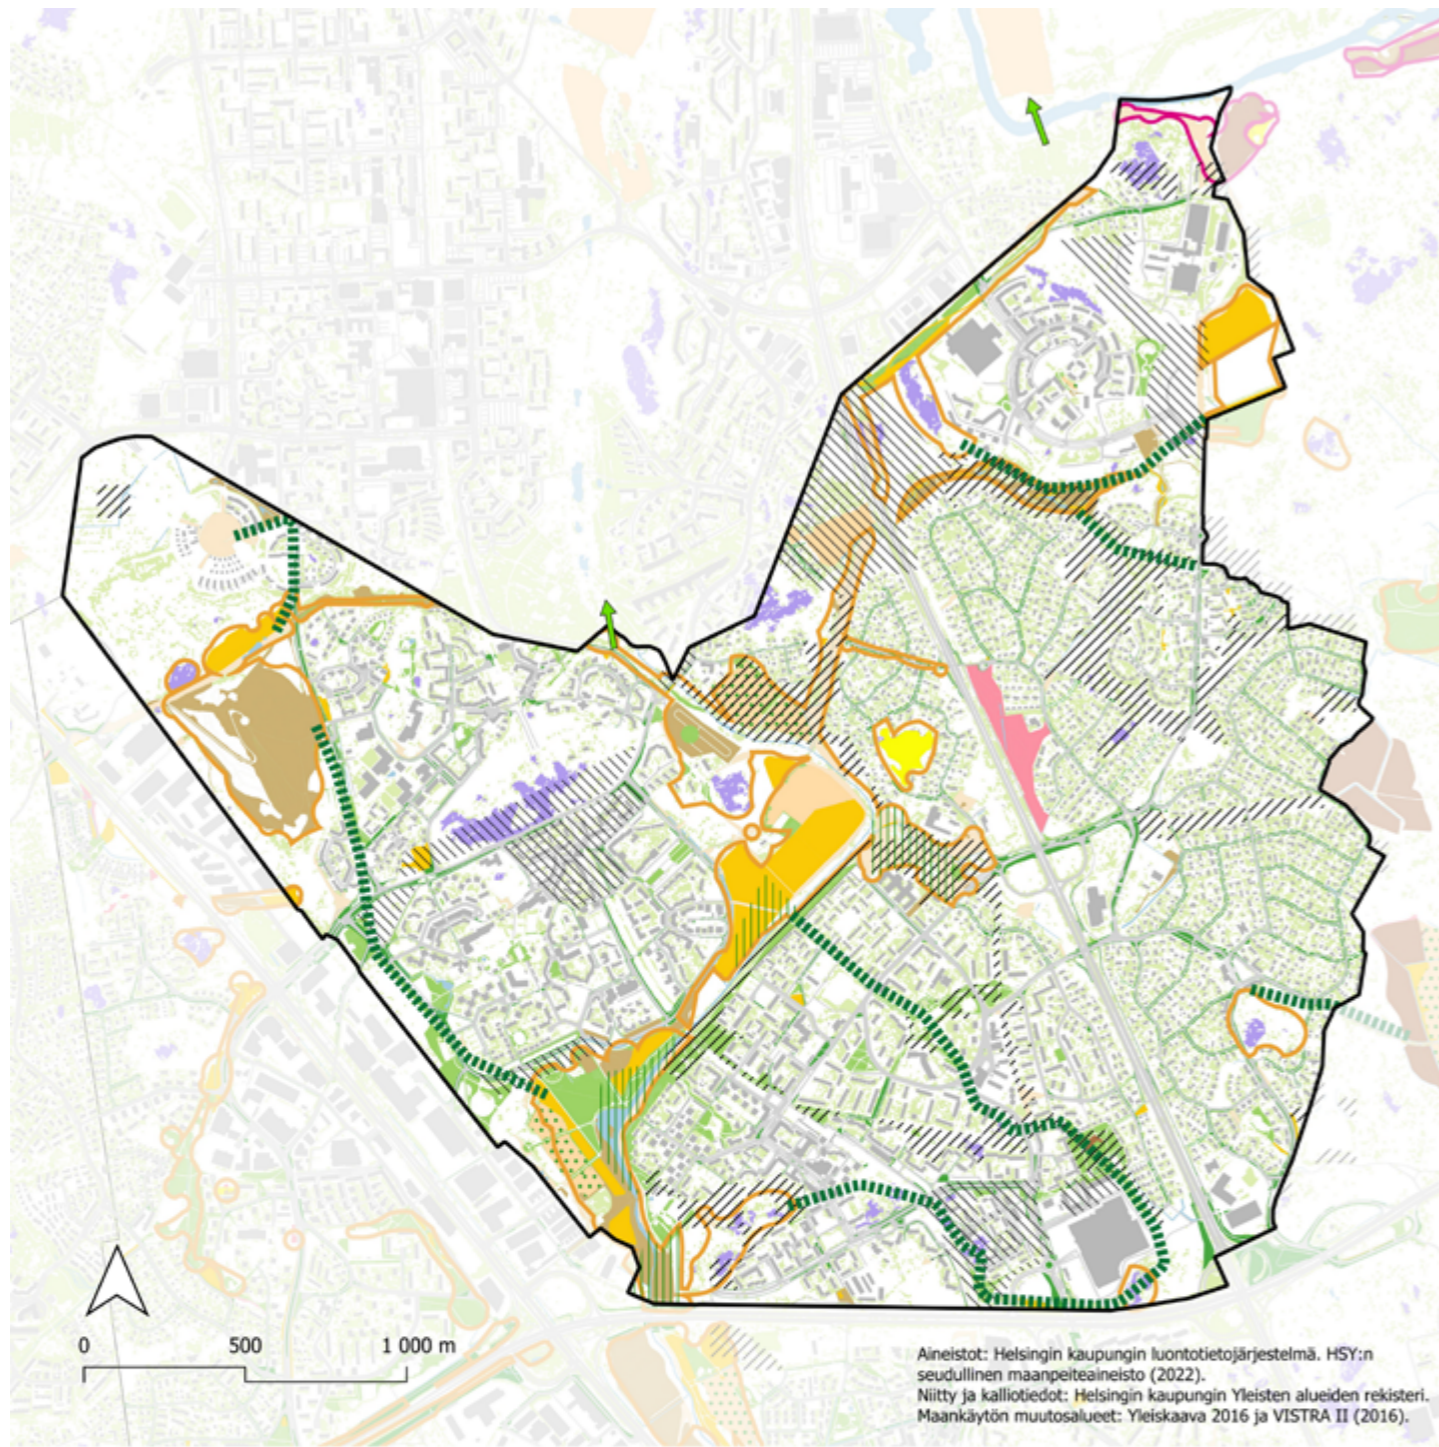 0 500 1 000 m
Aineistot: Helsingin kaupungin luontotietojärjestelmä. HSY:n
seudullinen maanpeiteaineisto (2022).
Niitty ja kalliotiedot: Helsingin kaupungin Yleisten alueiden rekisteri.
Maankäytön muutosalueet: Yleiskaava 2016 ja VISTRA II (2016).